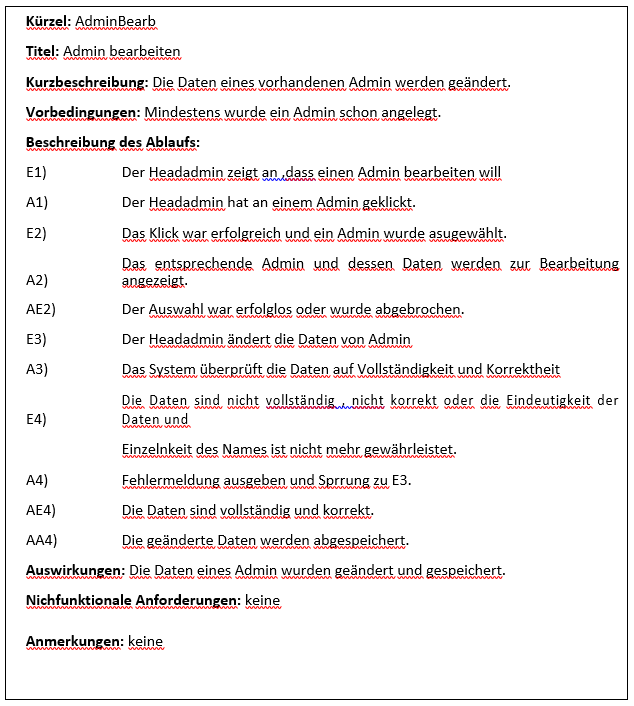 Kürzel: AdminBearb
Titel: Admin bearbeiten
Kurzbeschreibung: Die Daten eines vorhandenen Admin werden geändert.
Vorbedingungen: Mindestens wurde ein Admin schon angelegt.
Beschreibung des Ablaufs:
E1) Der Headadmin zeigt an ,dass einen Admin bearbeiten will
A1) Der Headadmin hat an einem Admin geklickt.
E2) Das Klick war erfolgreich und ein Admin wurde asugewählt.
Das entsprechende Admin und dessen Daten werden zur Bearbeitung
A2) angezeigt.
AE2) Der Auswahl war erfolglos oder wurde abgebrochen.
E3) Der Headadmin ändert die Daten von Admin
A3) Das System überprüft die Daten auf Vollständigkeit und Korrektheit
Die Daten sind nicht vollständig , nicht korrekt oder die Eindeutigkeit der
E4) Daten und
Einzelnkeit des Names ist nicht mehr gewährleistet.
A4) Fehlermeldung ausgeben und Sprrung zu E3.
AE4) Die Daten sind vollständig und korrekt.
AA4) Die geänderte Daten werden abgespeichert.
Auswirkungen: Die Daten eines Admin wurden geändert und gespeichert.
Nichfunktionale Anforderungen: keine
Anmerkungen: keine